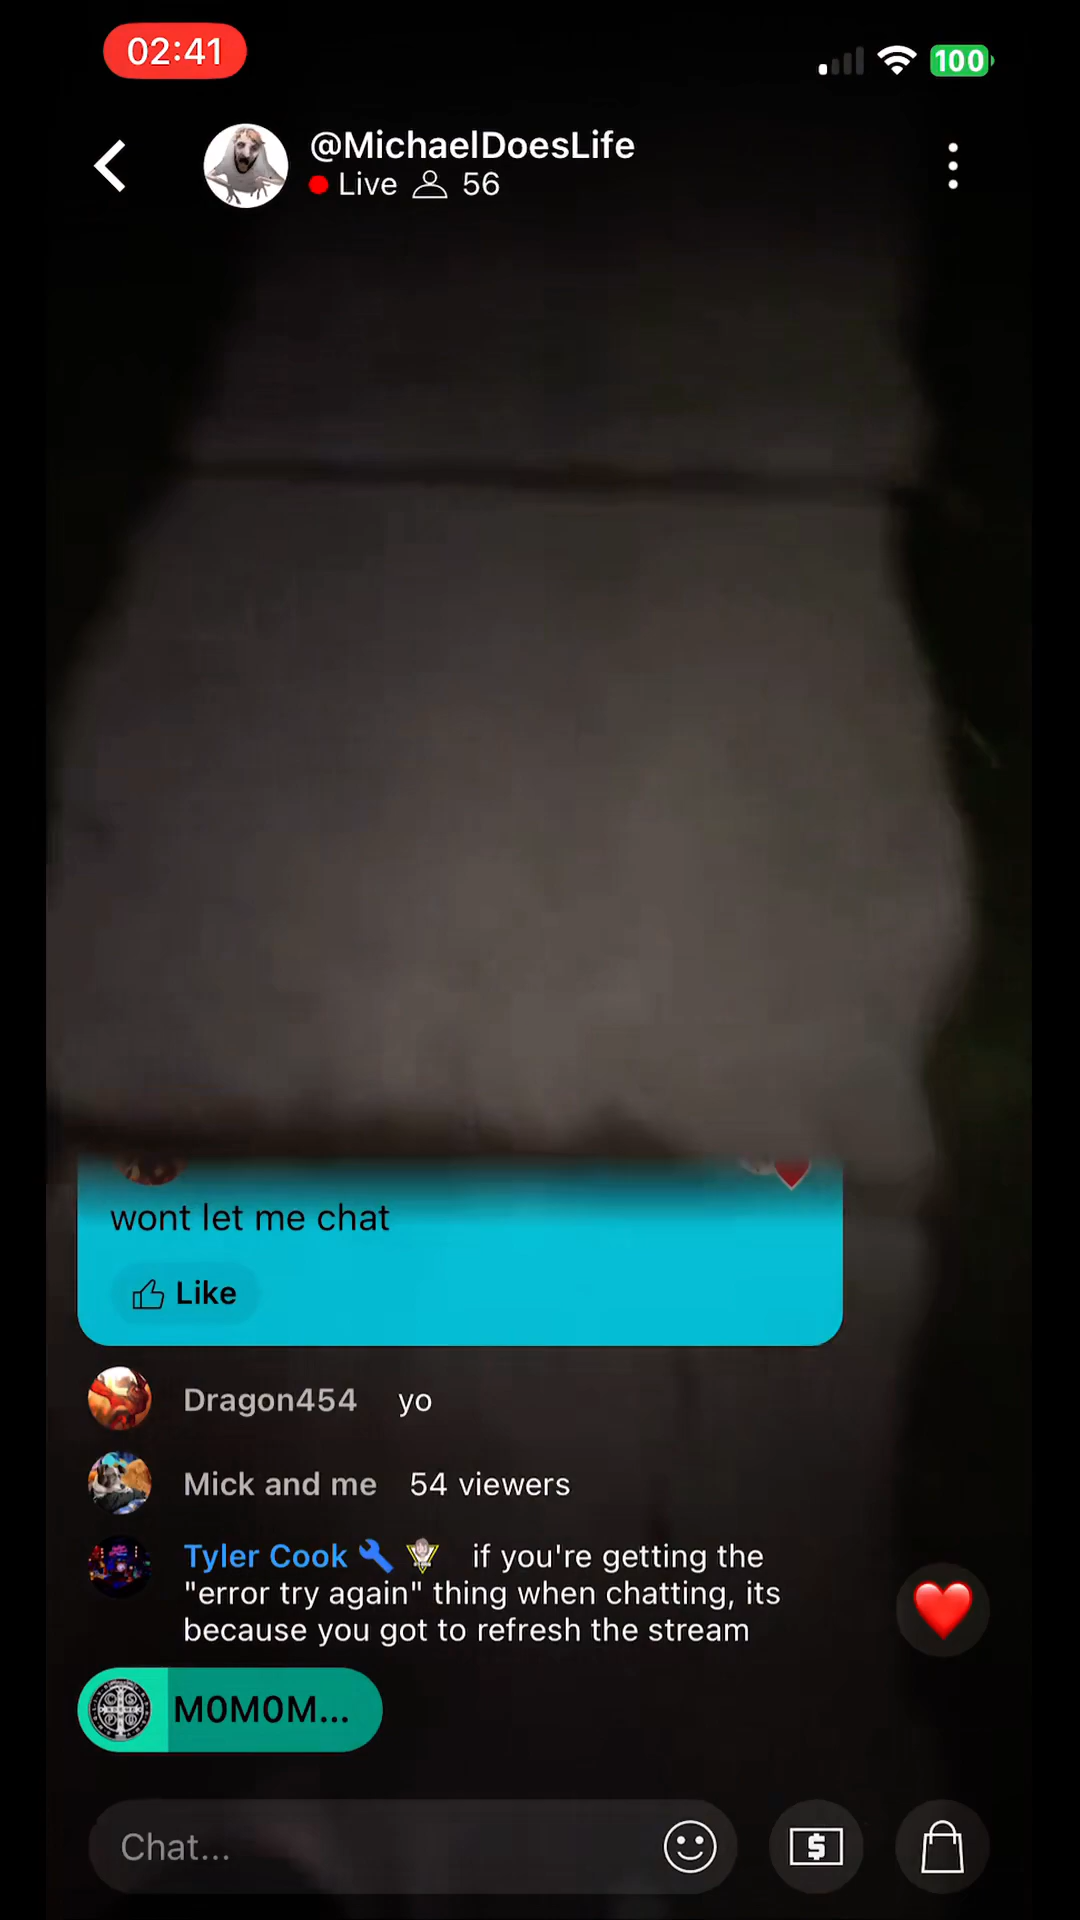 02:41
100
@MichaelDoesLife
Live 56
wont let me chat
Like
Dragon454 yo
Mick and me 54 viewers
Tyler Cook if you're getting the
"error try again" thing when chatting, its
because you got to refresh the stream
MOMOM...
Chat...